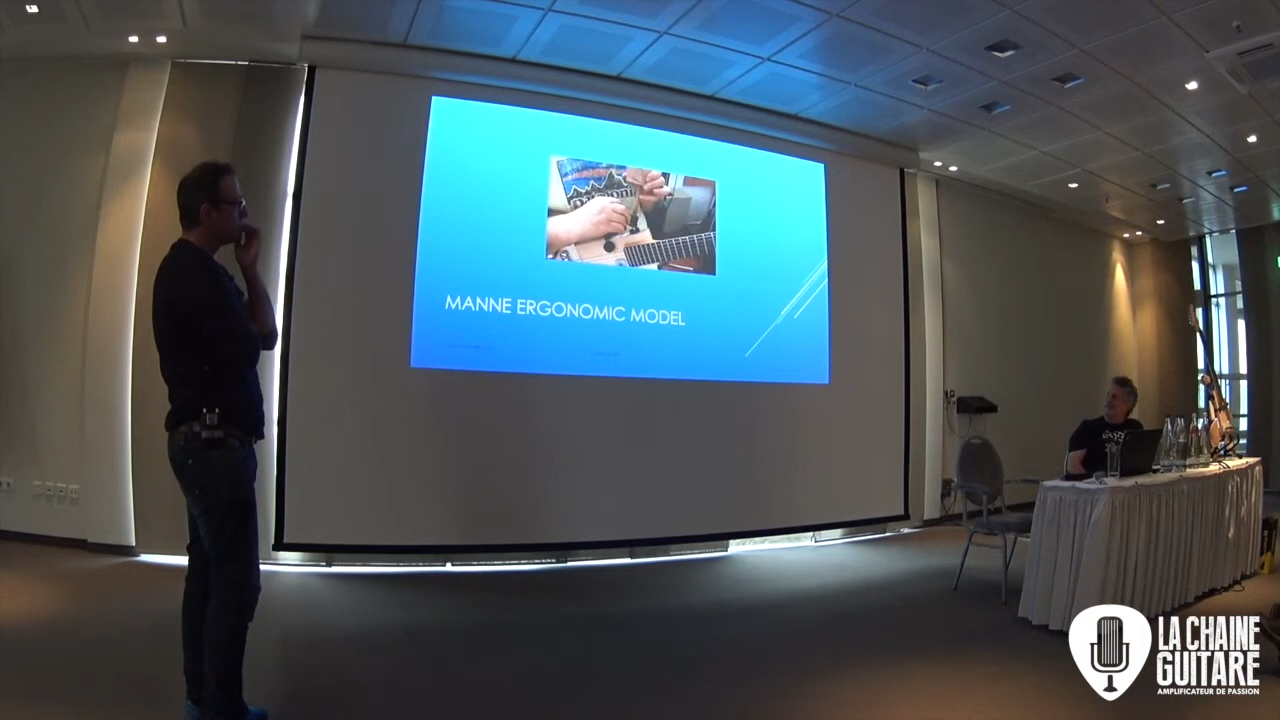 MANNE ERGONOMIC MODEL
LA CHAINE
GUITARE
AMPLIFICATEUR DE PASSION